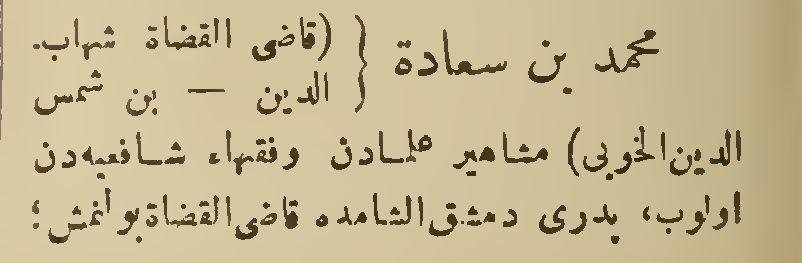 محمد بن سعادة { (قاضى القضاة شهاب.
الدين — بن شمس
الدين الخوبى) مشاهير علمادن وفقهاء شافعيه‌دن
اولوب، پدرى دمشق الشامده قاضى القضاة بولنمش؛